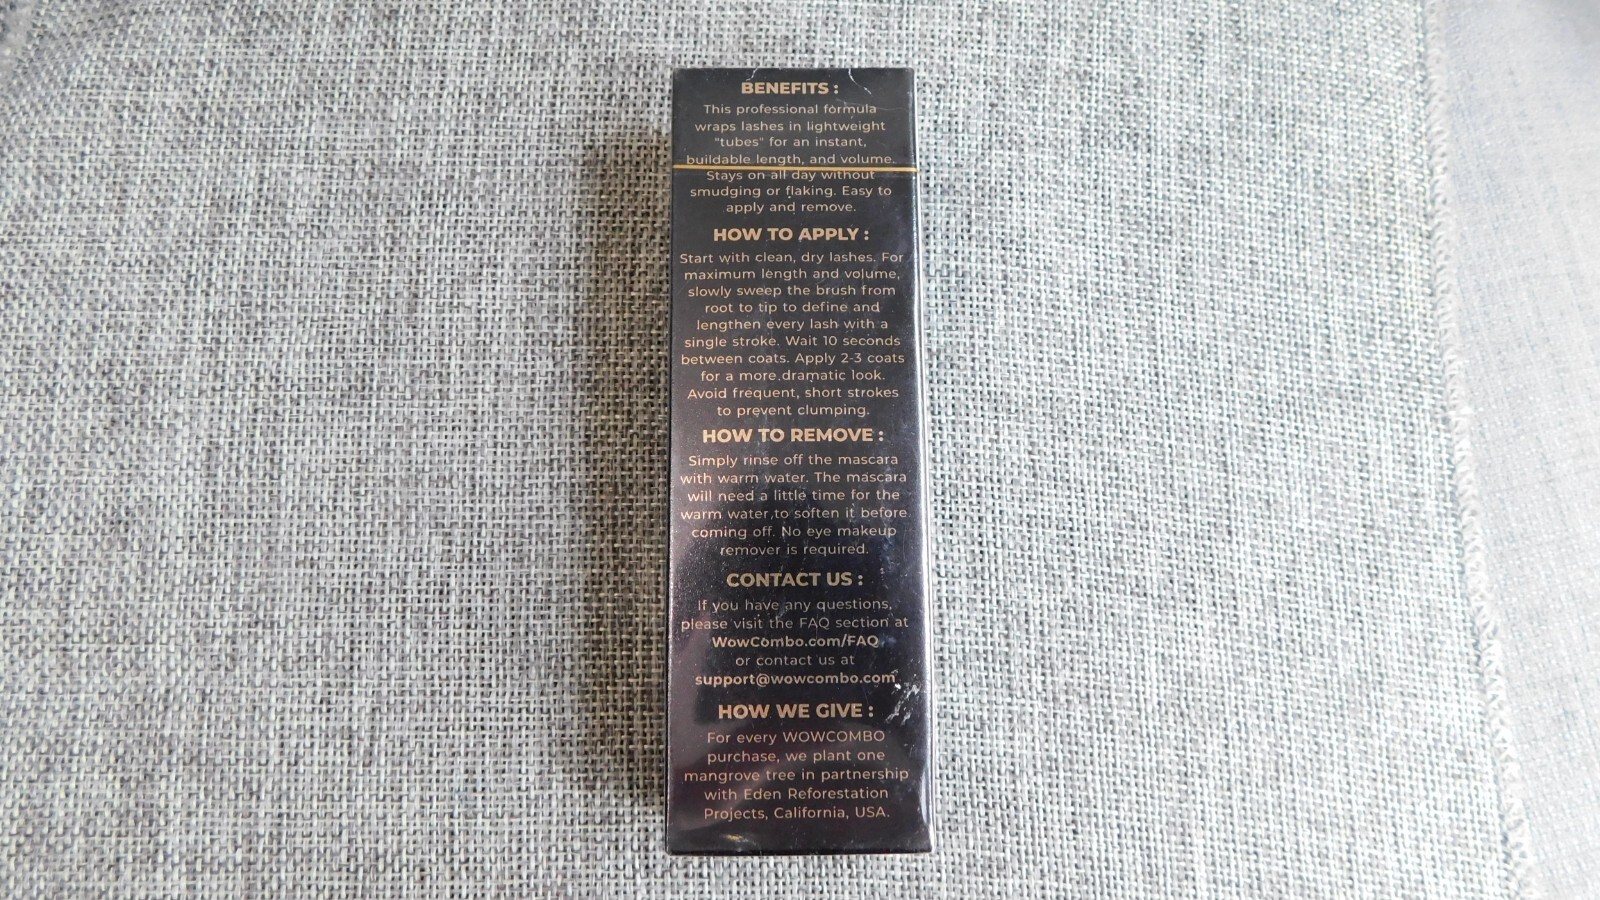 BENEFITS :
This professional formula
wraps lashes in lightweight
"tubes" for an instant,
buildable length, and volume.
Stays on all day without
smudging or flaking. Easy to
apply and remove.
HOW TO APPLY :
Start with clean, dry lashes. For
maximum length and volume,
slowly sweep the brush from
root to tip to define and
lengthen every lash with a
single stroke. Wait 10 seconds
between coats. Apply 2-3 coats
for a more dramatic look.
Avoid frequent, short strokes
to prevent clumping.
HOW TO REMOVE :
Simply rinse off the mascara
with warm water. The mascara
will need a little time for the
warm water to soften it before
coming off. No eye makeup
remover is required.
CONTACT US :
If you have any questions,
please visit the FAQ section at
WowCombo.com/FAQ
or contact us at
support@wowcombo.com
HOW WE GIVE :
For every WOWCOMBO
purchase, we plant one
mangrove tree in partnership
with Eden Reforestation
Projects, California, USA.